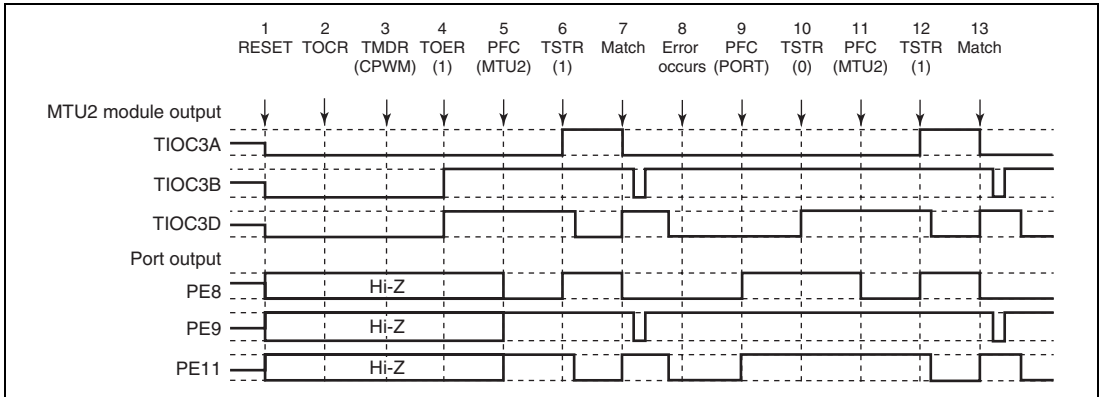 1 2 3 4 5 6 7 8 9 10 11 12 13
RESET TOCR TMDR TOER PFC TSTR Match Error PFC TSTR PFC TSTR Match
(CPWM) (1) (MTU2) (1) occurs (PORT) (0) (MTU2) (1)
MTU2 module output
TIOC3A
TIOC3B
TIOC3D
Port output
PE8 Hi-Z
PE9 Hi-Z
PE11 Hi-Z